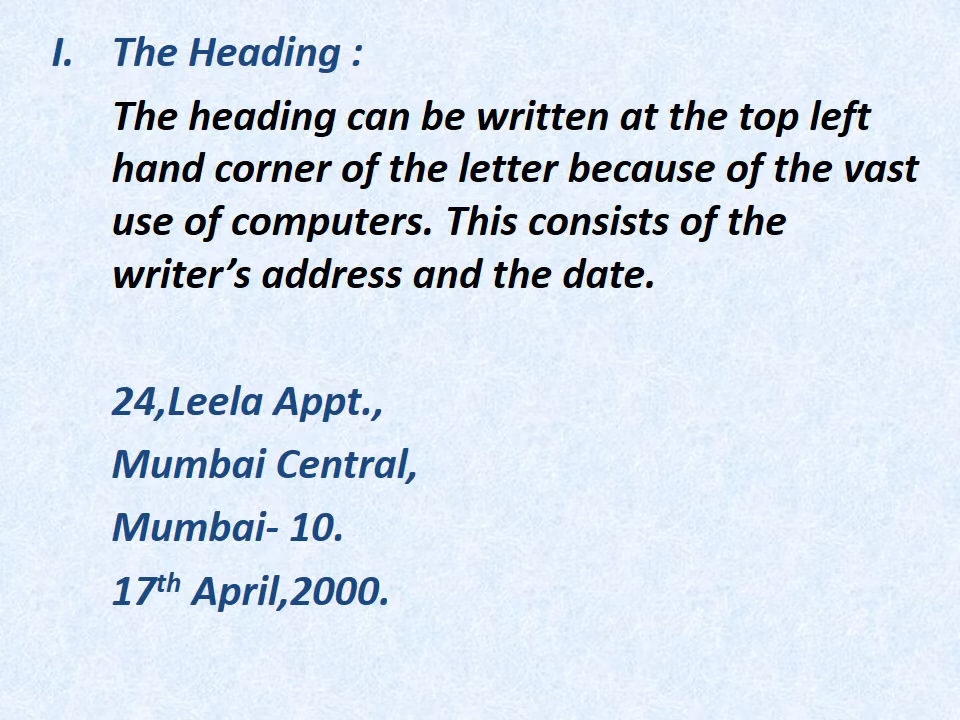 I. The Heading :
The heading can be written at the top left
hand corner of the letter because of the vast
use of computers. This consists of the
writer’s address and the date.
24,Leela Appt.,
Mumbai Central,
Mumbai- 10.
17th April,2000.